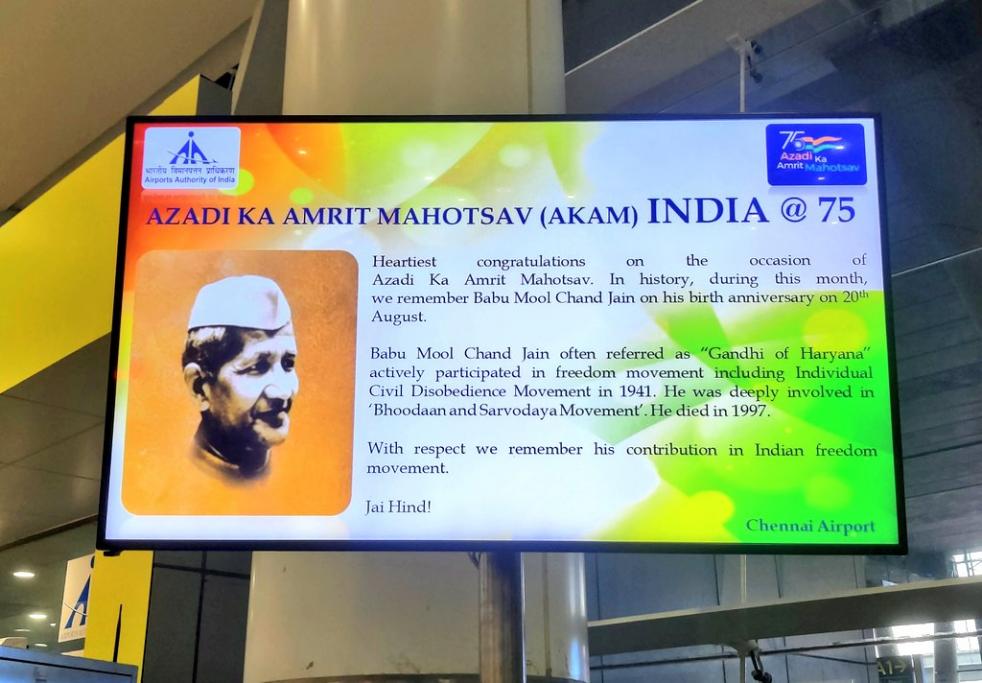 भारतीय विमानपत्तन प्राधिकरण
Airports Authority of India
75
Azadi Ka
Amrit Mahotsav
AZADI KA AMRIT MAHOTSAV (AKAM) INDIA @ 75
Heartiest congratulations on the occasion of
Azadi Ka Amrit Mahotsav. In history, during this month,
we remember Babu Mool Chand Jain on his birth anniversary on 20th
August.
Babu Mool Chand Jain often referred as “Gandhi of Haryana”
actively participated in freedom movement including Individual
Civil Disobedience Movement in 1941. He was deeply involved in
‘Bhoodaan and Sarvodaya Movement’. He died in 1997.
With respect we remember his contribution in Indian freedom
movement.
Jai Hind!
Chennai Airport
A1→